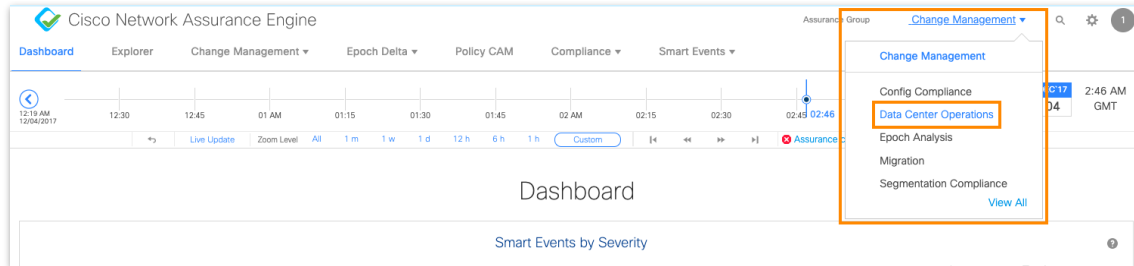 Cisco Network Assurance Engine
Assurance Group Change Management
1
Dashboard Explorer Change Management Epoch Delta Policy CAM Compliance Smart Events
Change Management
Config Compliance
Data Center Operations
Epoch Analysis
Migration
Segmentation Compliance
View All
12:19 AM
12/04/2017
12:30 12:45 01 AM 01:15 01:30 01:45 02 AM 02:15 02:30 02:45 02:46
C'17
04
2:46 AM
GMT
Live Update Zoom Level All 1 m 1 w 1 d 12 h 6 h 1 h Custom Assurance
Dashboard
Smart Events by Severity